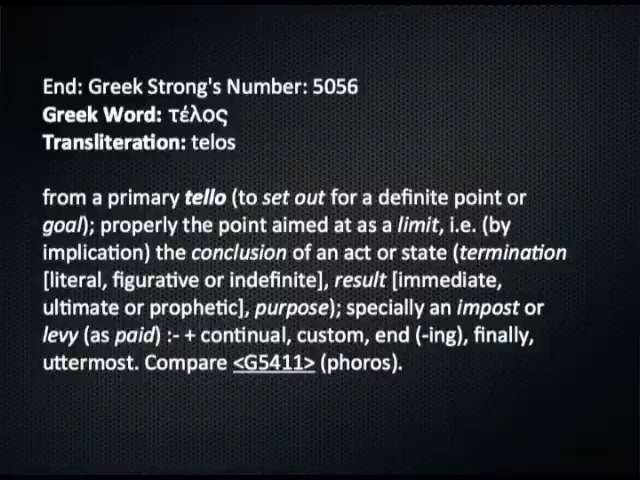 End: Greek Strong's Number: 5056
Greek Word: τέλος
Transliteration: telos
from a primary tello (to set out for a definite point or
goal); properly the point aimed at as a limit, i.e. (by
implication) the conclusion of an act or state (termination
[literal, figurative or indefinite], result [immediate,
ultimate or prophetic], purpose); specially an impost or
levy (as paid) :- + continual, custom, end (-ing), finally,
uttermost. Compare <G5411> (phoros).